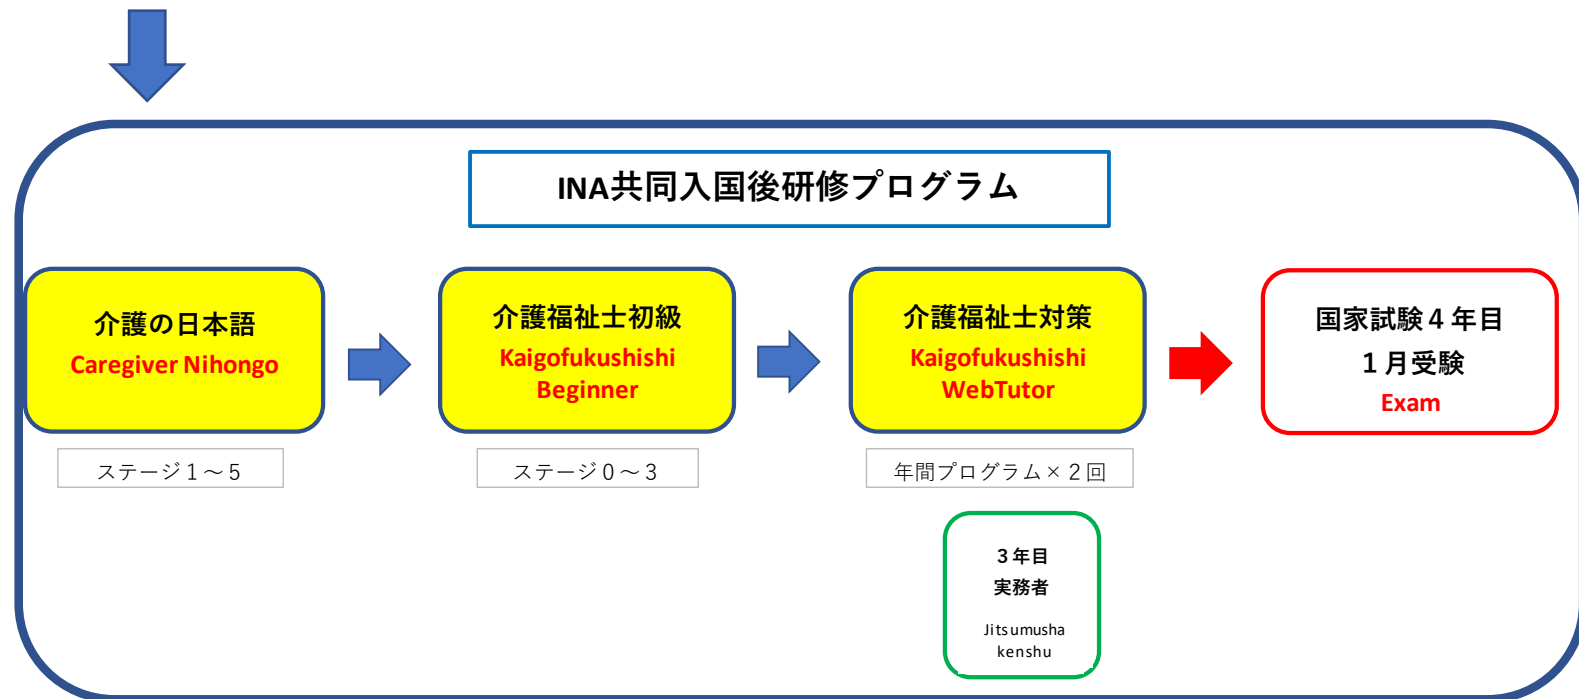 INA共同入国後研修プログラム
介護の日本語
Caregiver Nihongo
ステージ１～５
介護福祉士初級
Kaigofukushishi
Beginner
ステージ０～３
介護福祉士対策
Kaigofukushishi
WebTutor
年間プログラム×２回
国家試験４年目
１月受験
Exam
３年目
実務者
Jitsumusha
kenshu